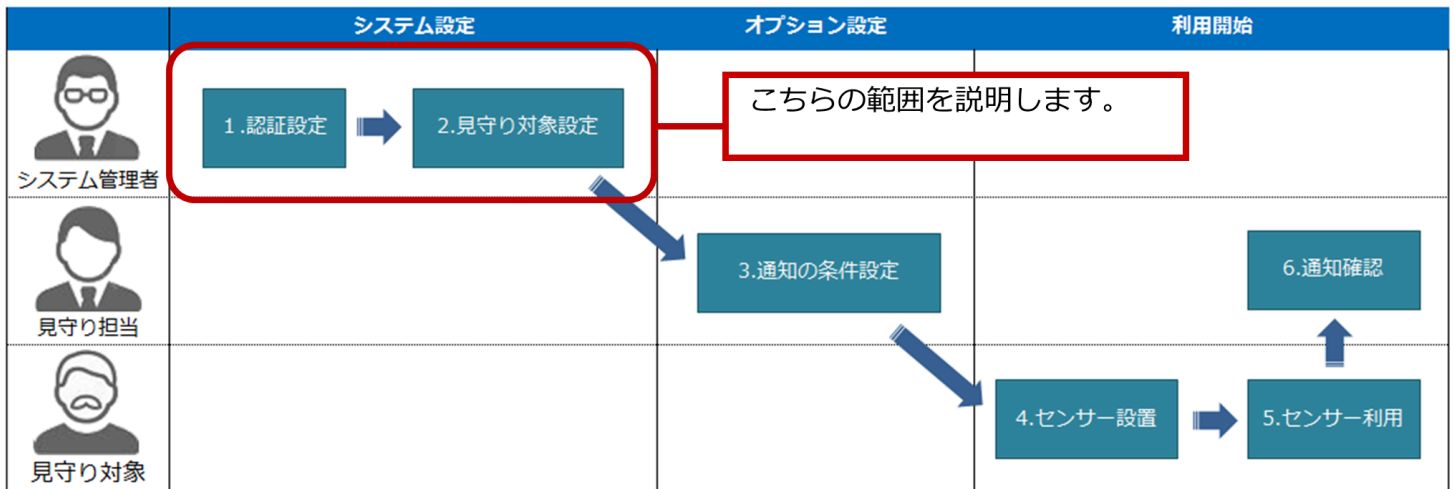 システム設定
オプション設定
利用開始
システム管理者
1.認証設定
2.見守り対象設定
こちらの範囲を説明します。
見守り担当
3.通知の条件設定
6.通知確認
見守り対象
4.センサー設置
5.センサー利用